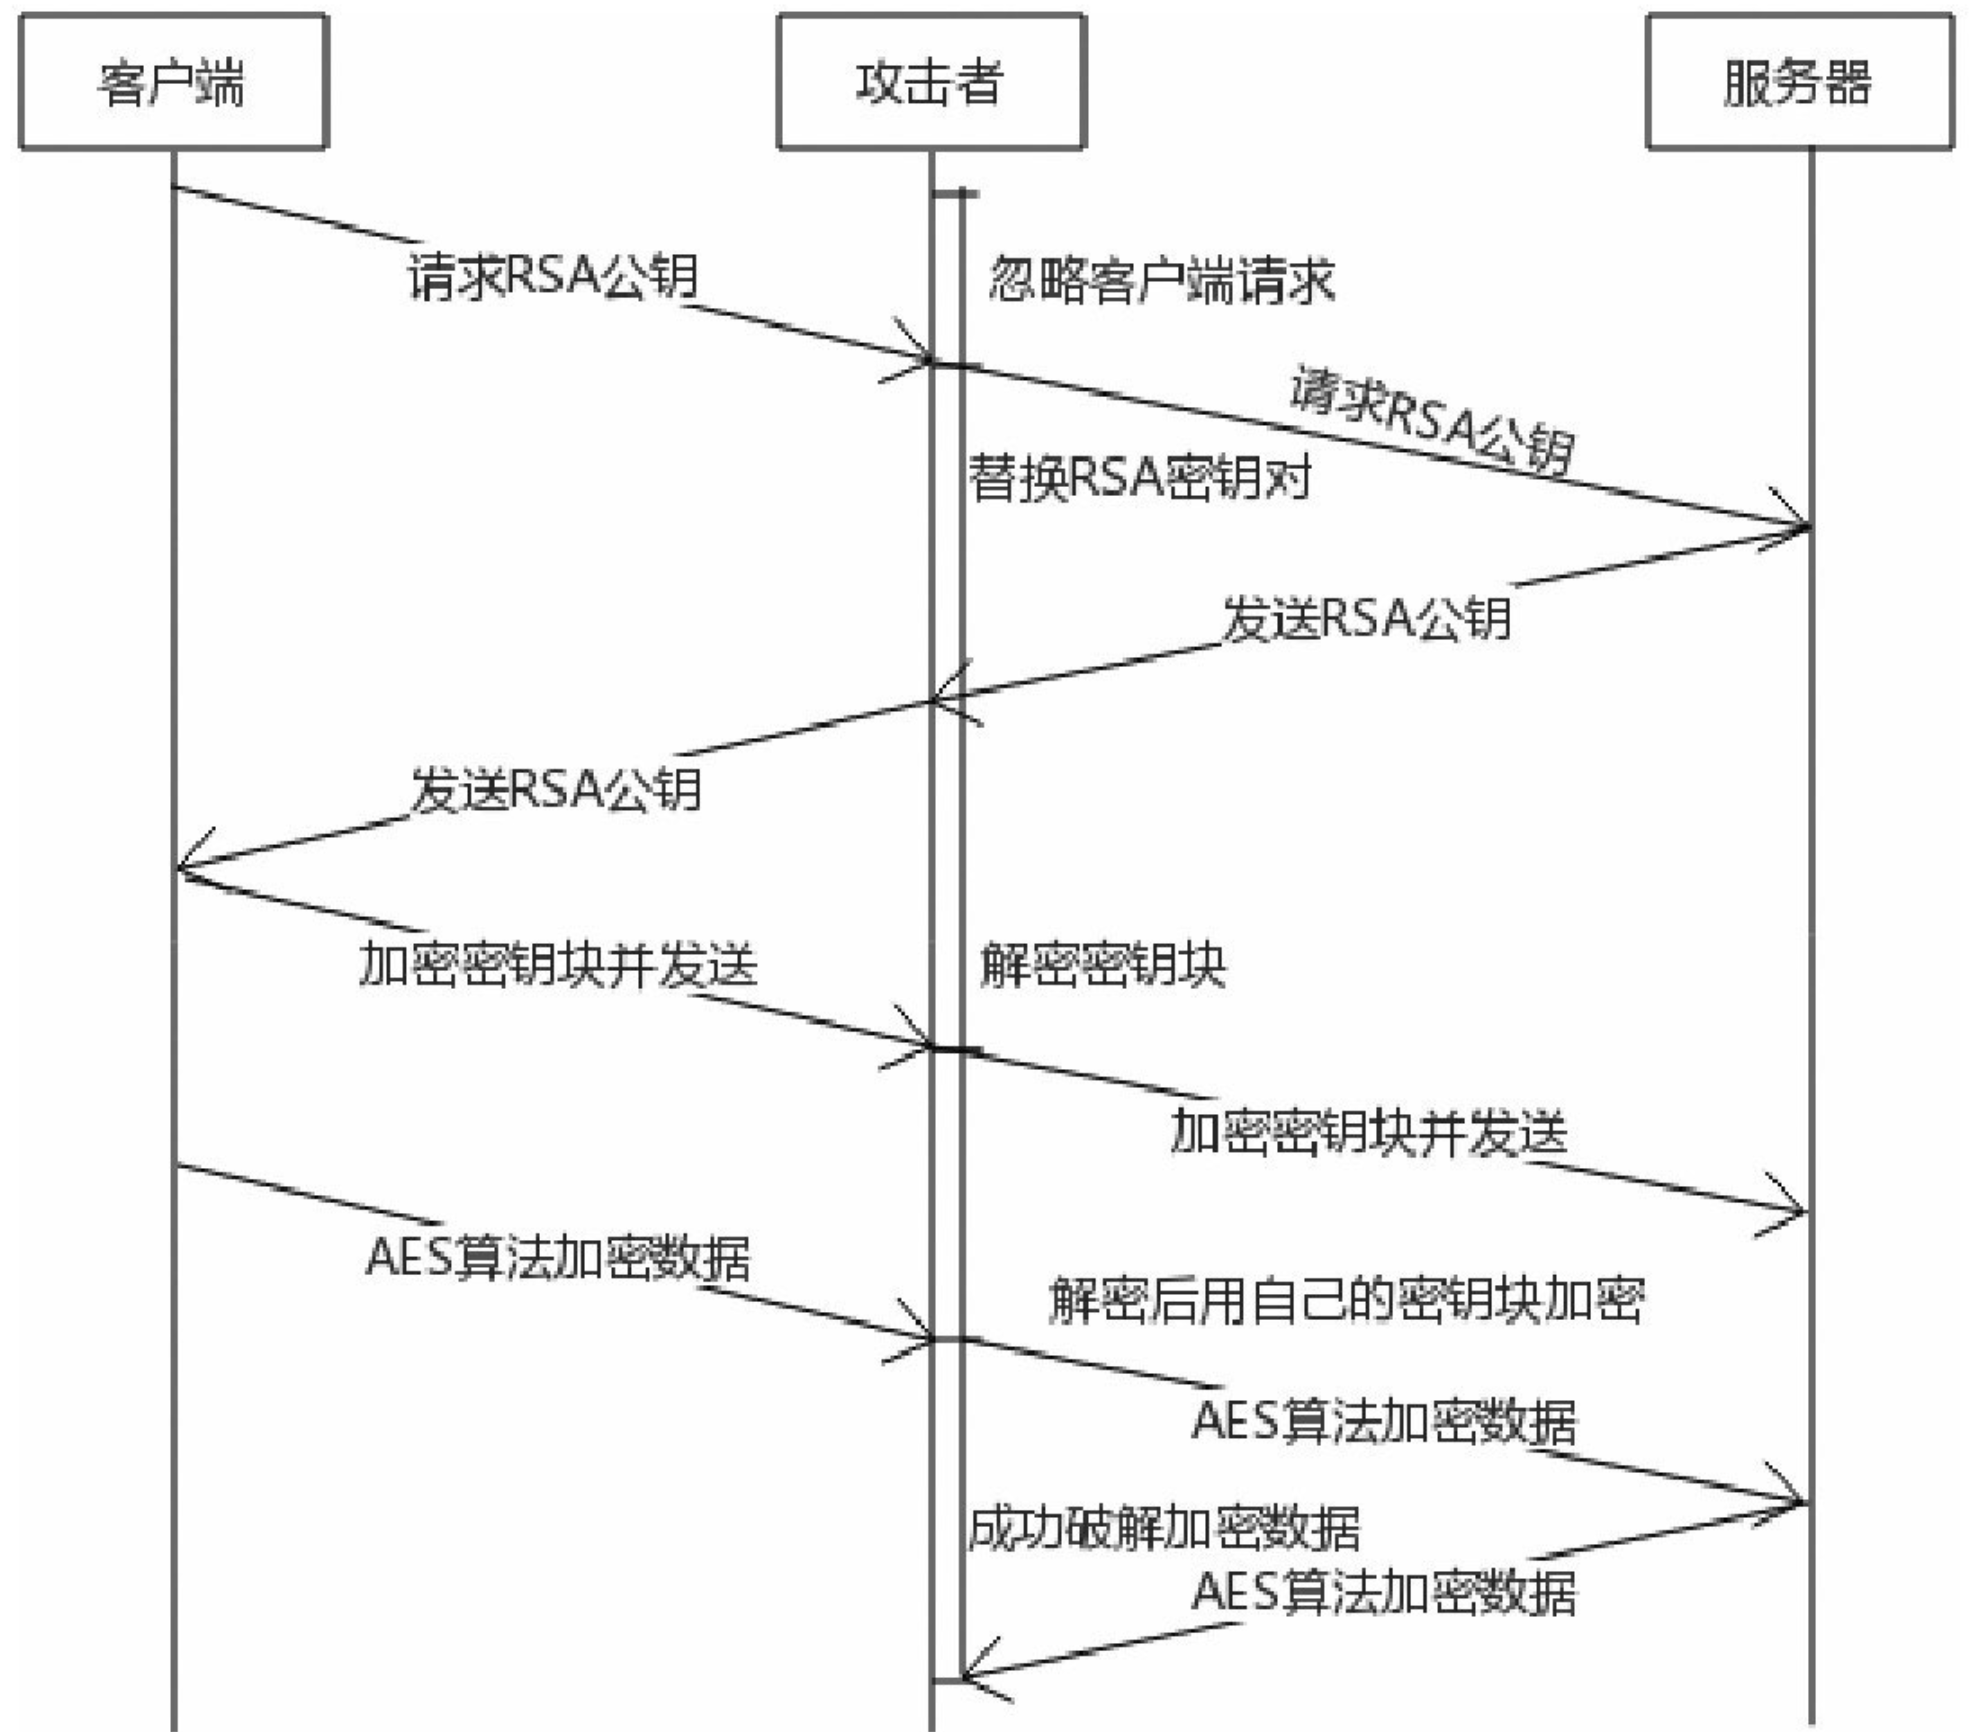 客户端
攻击者
服务器
请求RSA公钥
忽略客户端请求
请求RSA公钥
替换RSA密钥对
发送RSA公钥
发送RSA公钥
加密密钥块并发送
解密密钥块
加密密钥块并发送
AES算法加密数据
解密后用自己的密钥块加密
AES算法加密数据
成功破解加密数据
AES算法加密数据